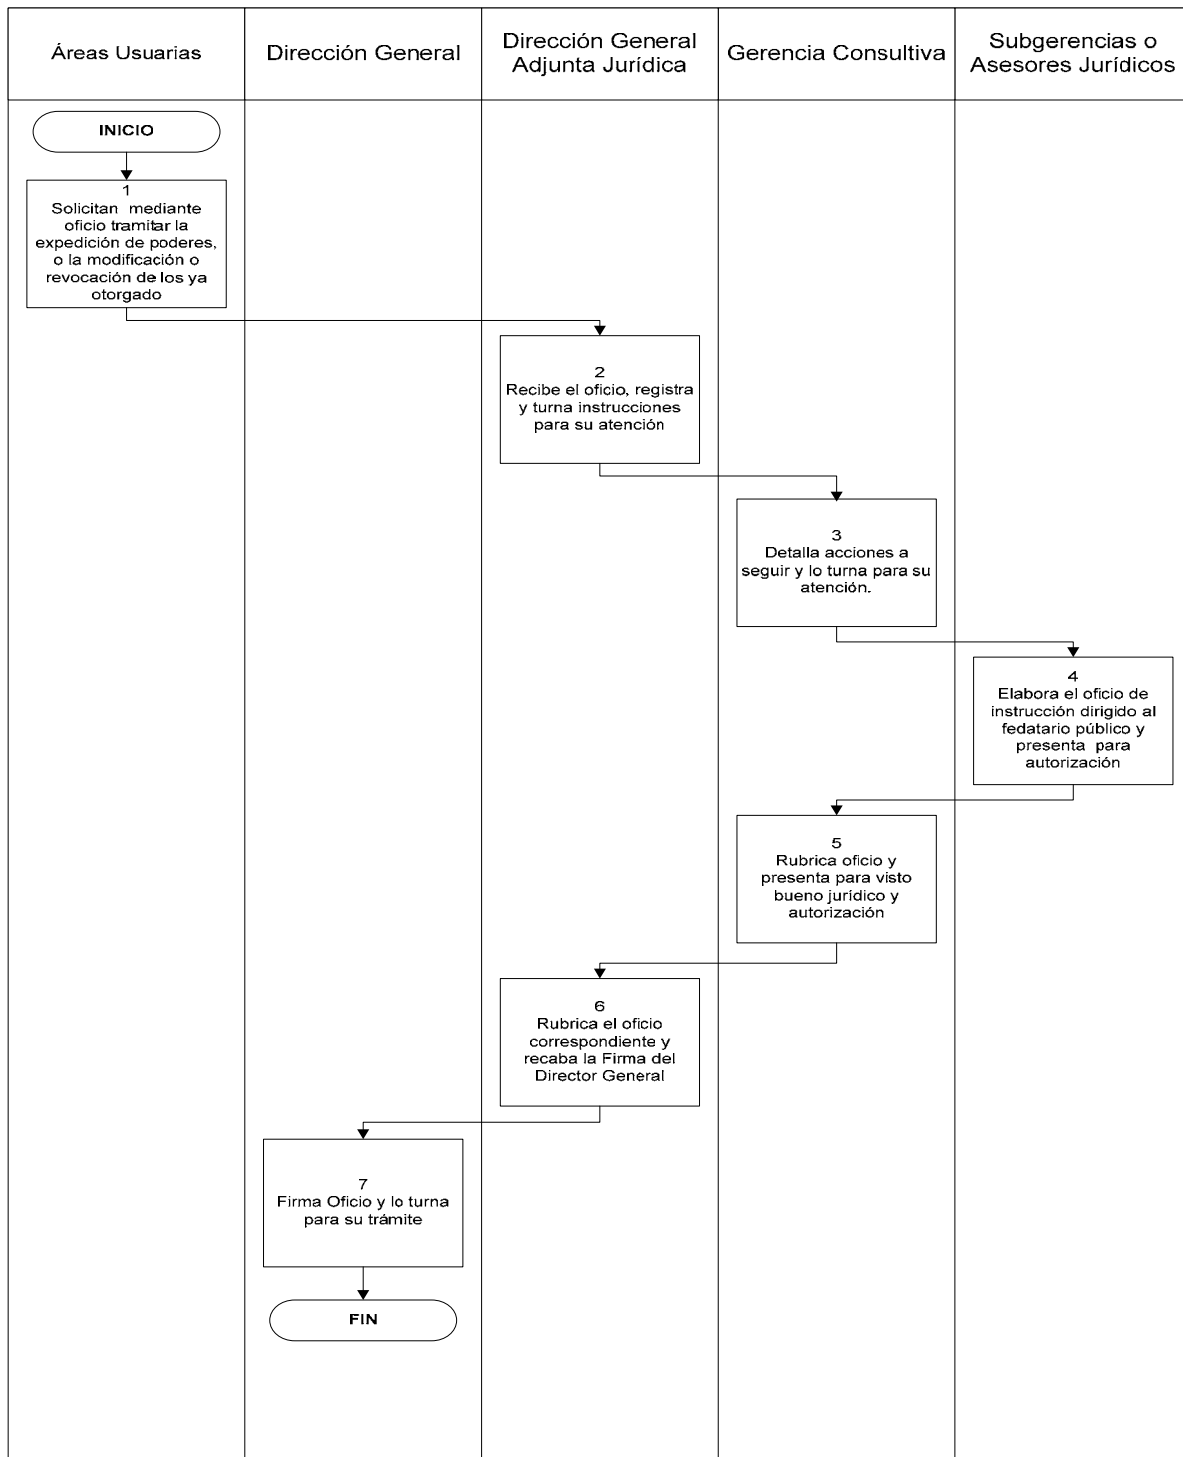 Áreas Usuarias
Dirección General
Dirección General
Adjunta Jurídica
Gerencia Consultiva
Subgerencias o
Asesores Jurídicos
INICIO
1
Solicitan mediante
oficio tramitar la
expedición de poderes,
o la modificación o
revocación de los ya
otorgado
2
Recibe el oficio, registra
y turna instrucciones
para su atención
3
Detalla acciones a
seguir y lo turna para su
atención.
4
Elabora el oficio de
instrucción dirigido al
fedatario público y
presenta para
autorización
5
Rubrica oficio y
presenta para visto
bueno jurídico y
autorización
6
Rubrica el oficio
correspondiente y
recaba la Firma del
Director General
7
Firma Oficio y lo turna
para su trámite
FIN